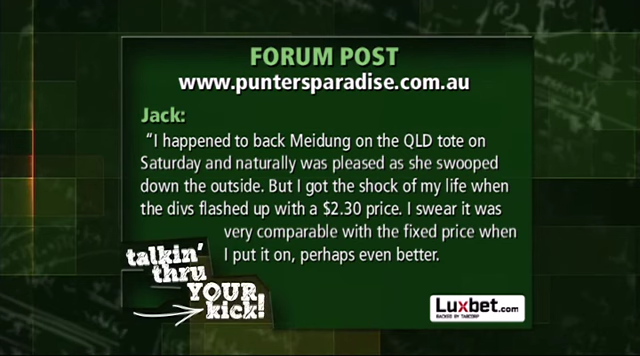 FORUM POST
www.puntersparadise.com.au
Jack:
“I happened to back Meidung on the QLD tote on
Saturday and naturally was pleased as she swooped
down the outside. But I got the shock of my life when
the divs flashed up with a $2.30 price. I swear it was
very comparable with the fixed price when
I put it on, perhaps even better.
talkin'
thru
YOUR
kick!
Luxbet.com
BACKED BY TABCORP